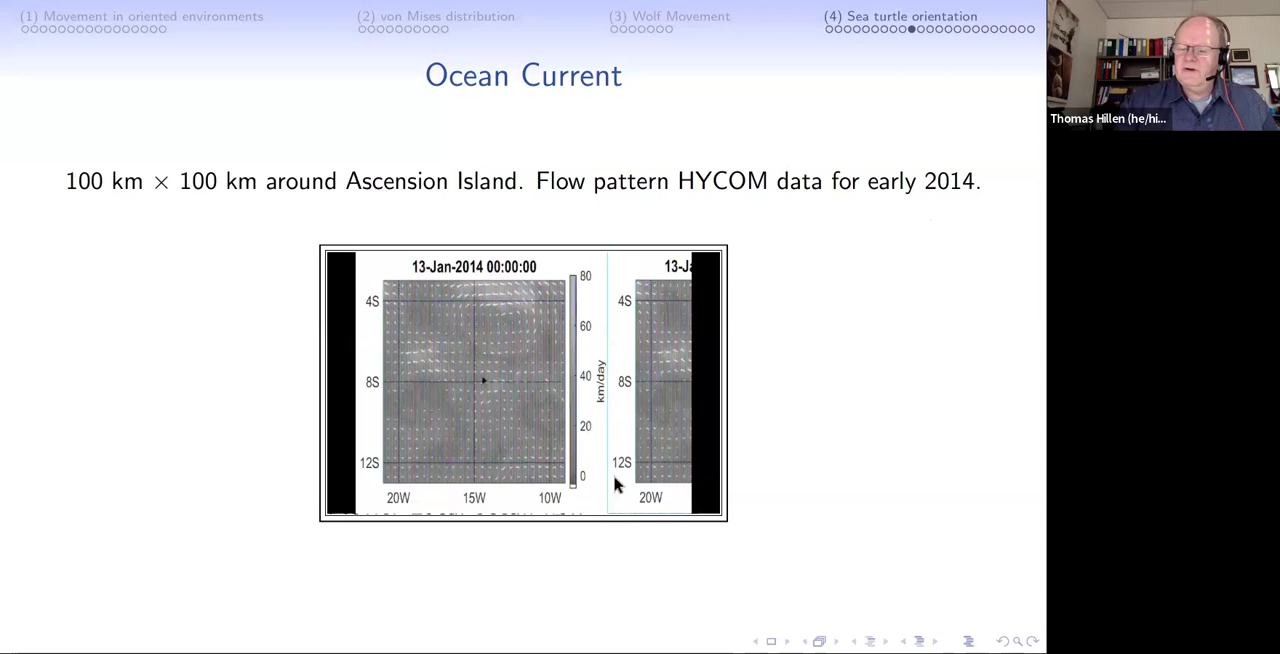 (1) Movement in oriented environments
(2) von Mises distribution
(3) Wolf Movement
(4) Sea turtle orientation
Ocean Current
100 km × 100 km around Ascension Island. Flow pattern HYCOM data for early 2014.
13-Jan-2014 00:00:00
13-Ja
80
4S
4S
60
8S
40
km/day
8S
20
12S
0
12S
20W
15W
10W
20W
Thomas Hillen (he/hi...